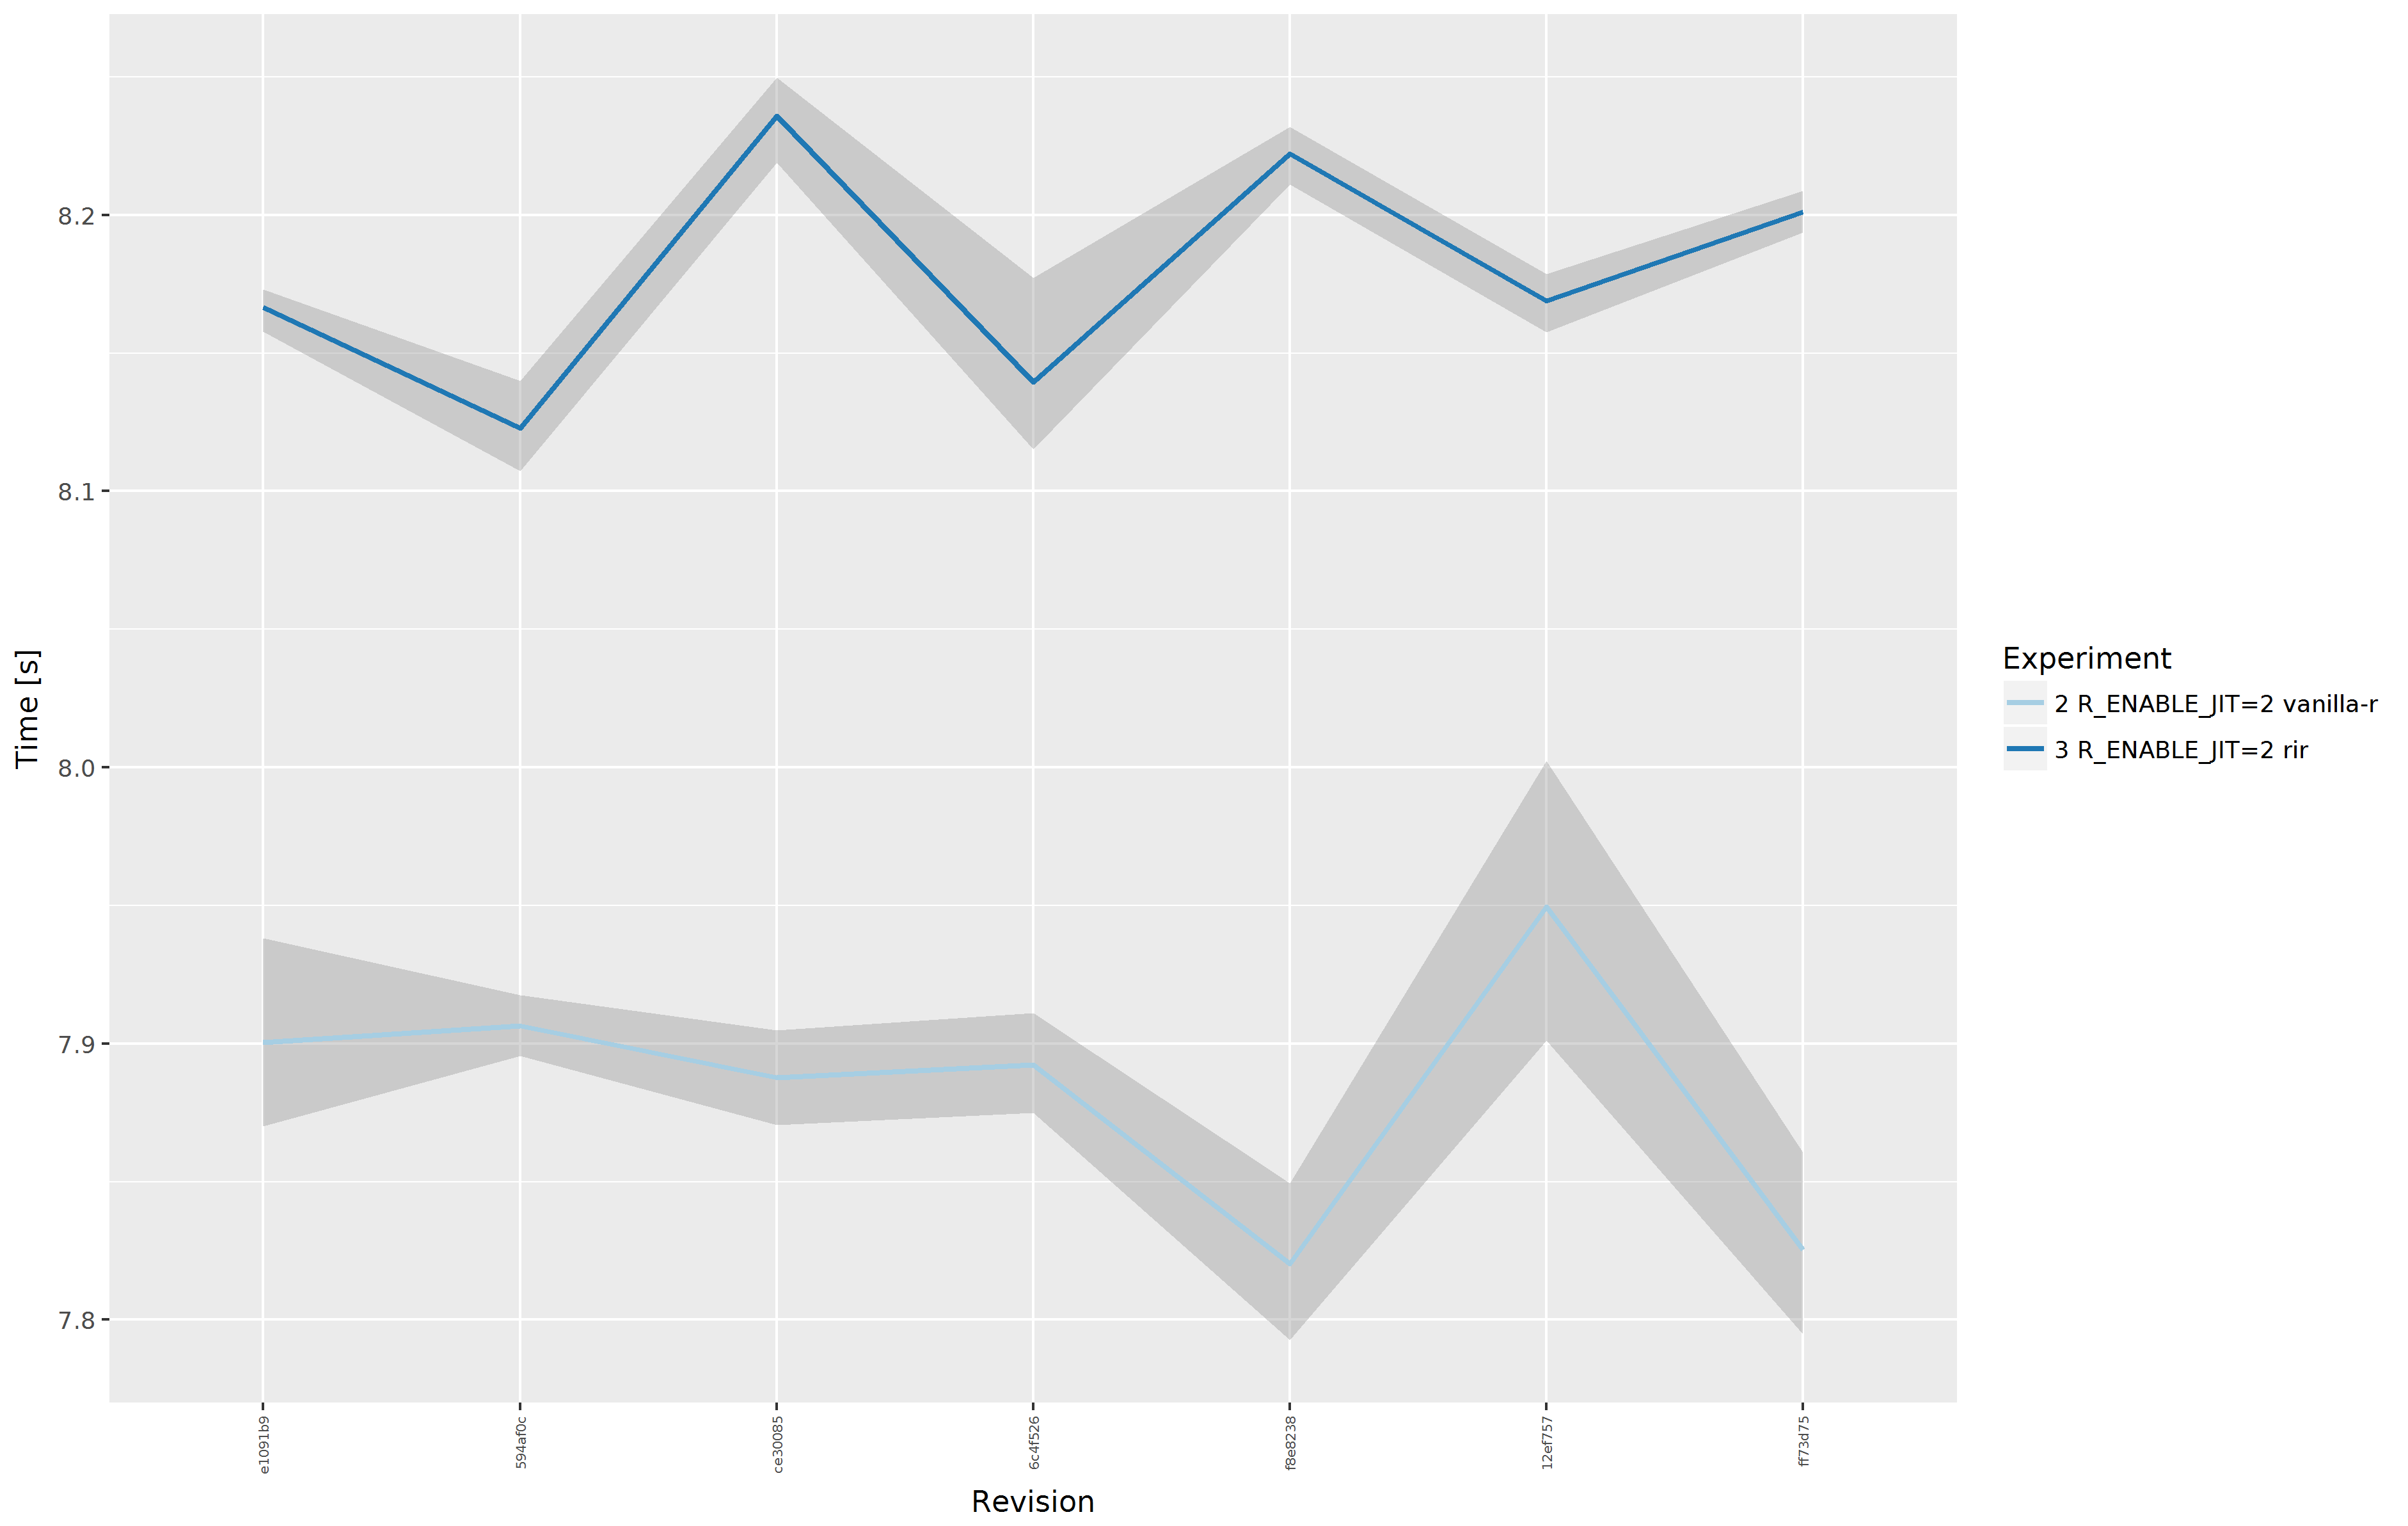 8.2
8.1
8.0
7.9
7.8
Time [s]
e1091b9
594af0c
ce30085
6c4f526
f8e8238
12ef757
ff73d75
Revision
Experiment
2 R_ENABLE_JIT=2 vanilla-r
3 R_ENABLE_JIT=2 rir